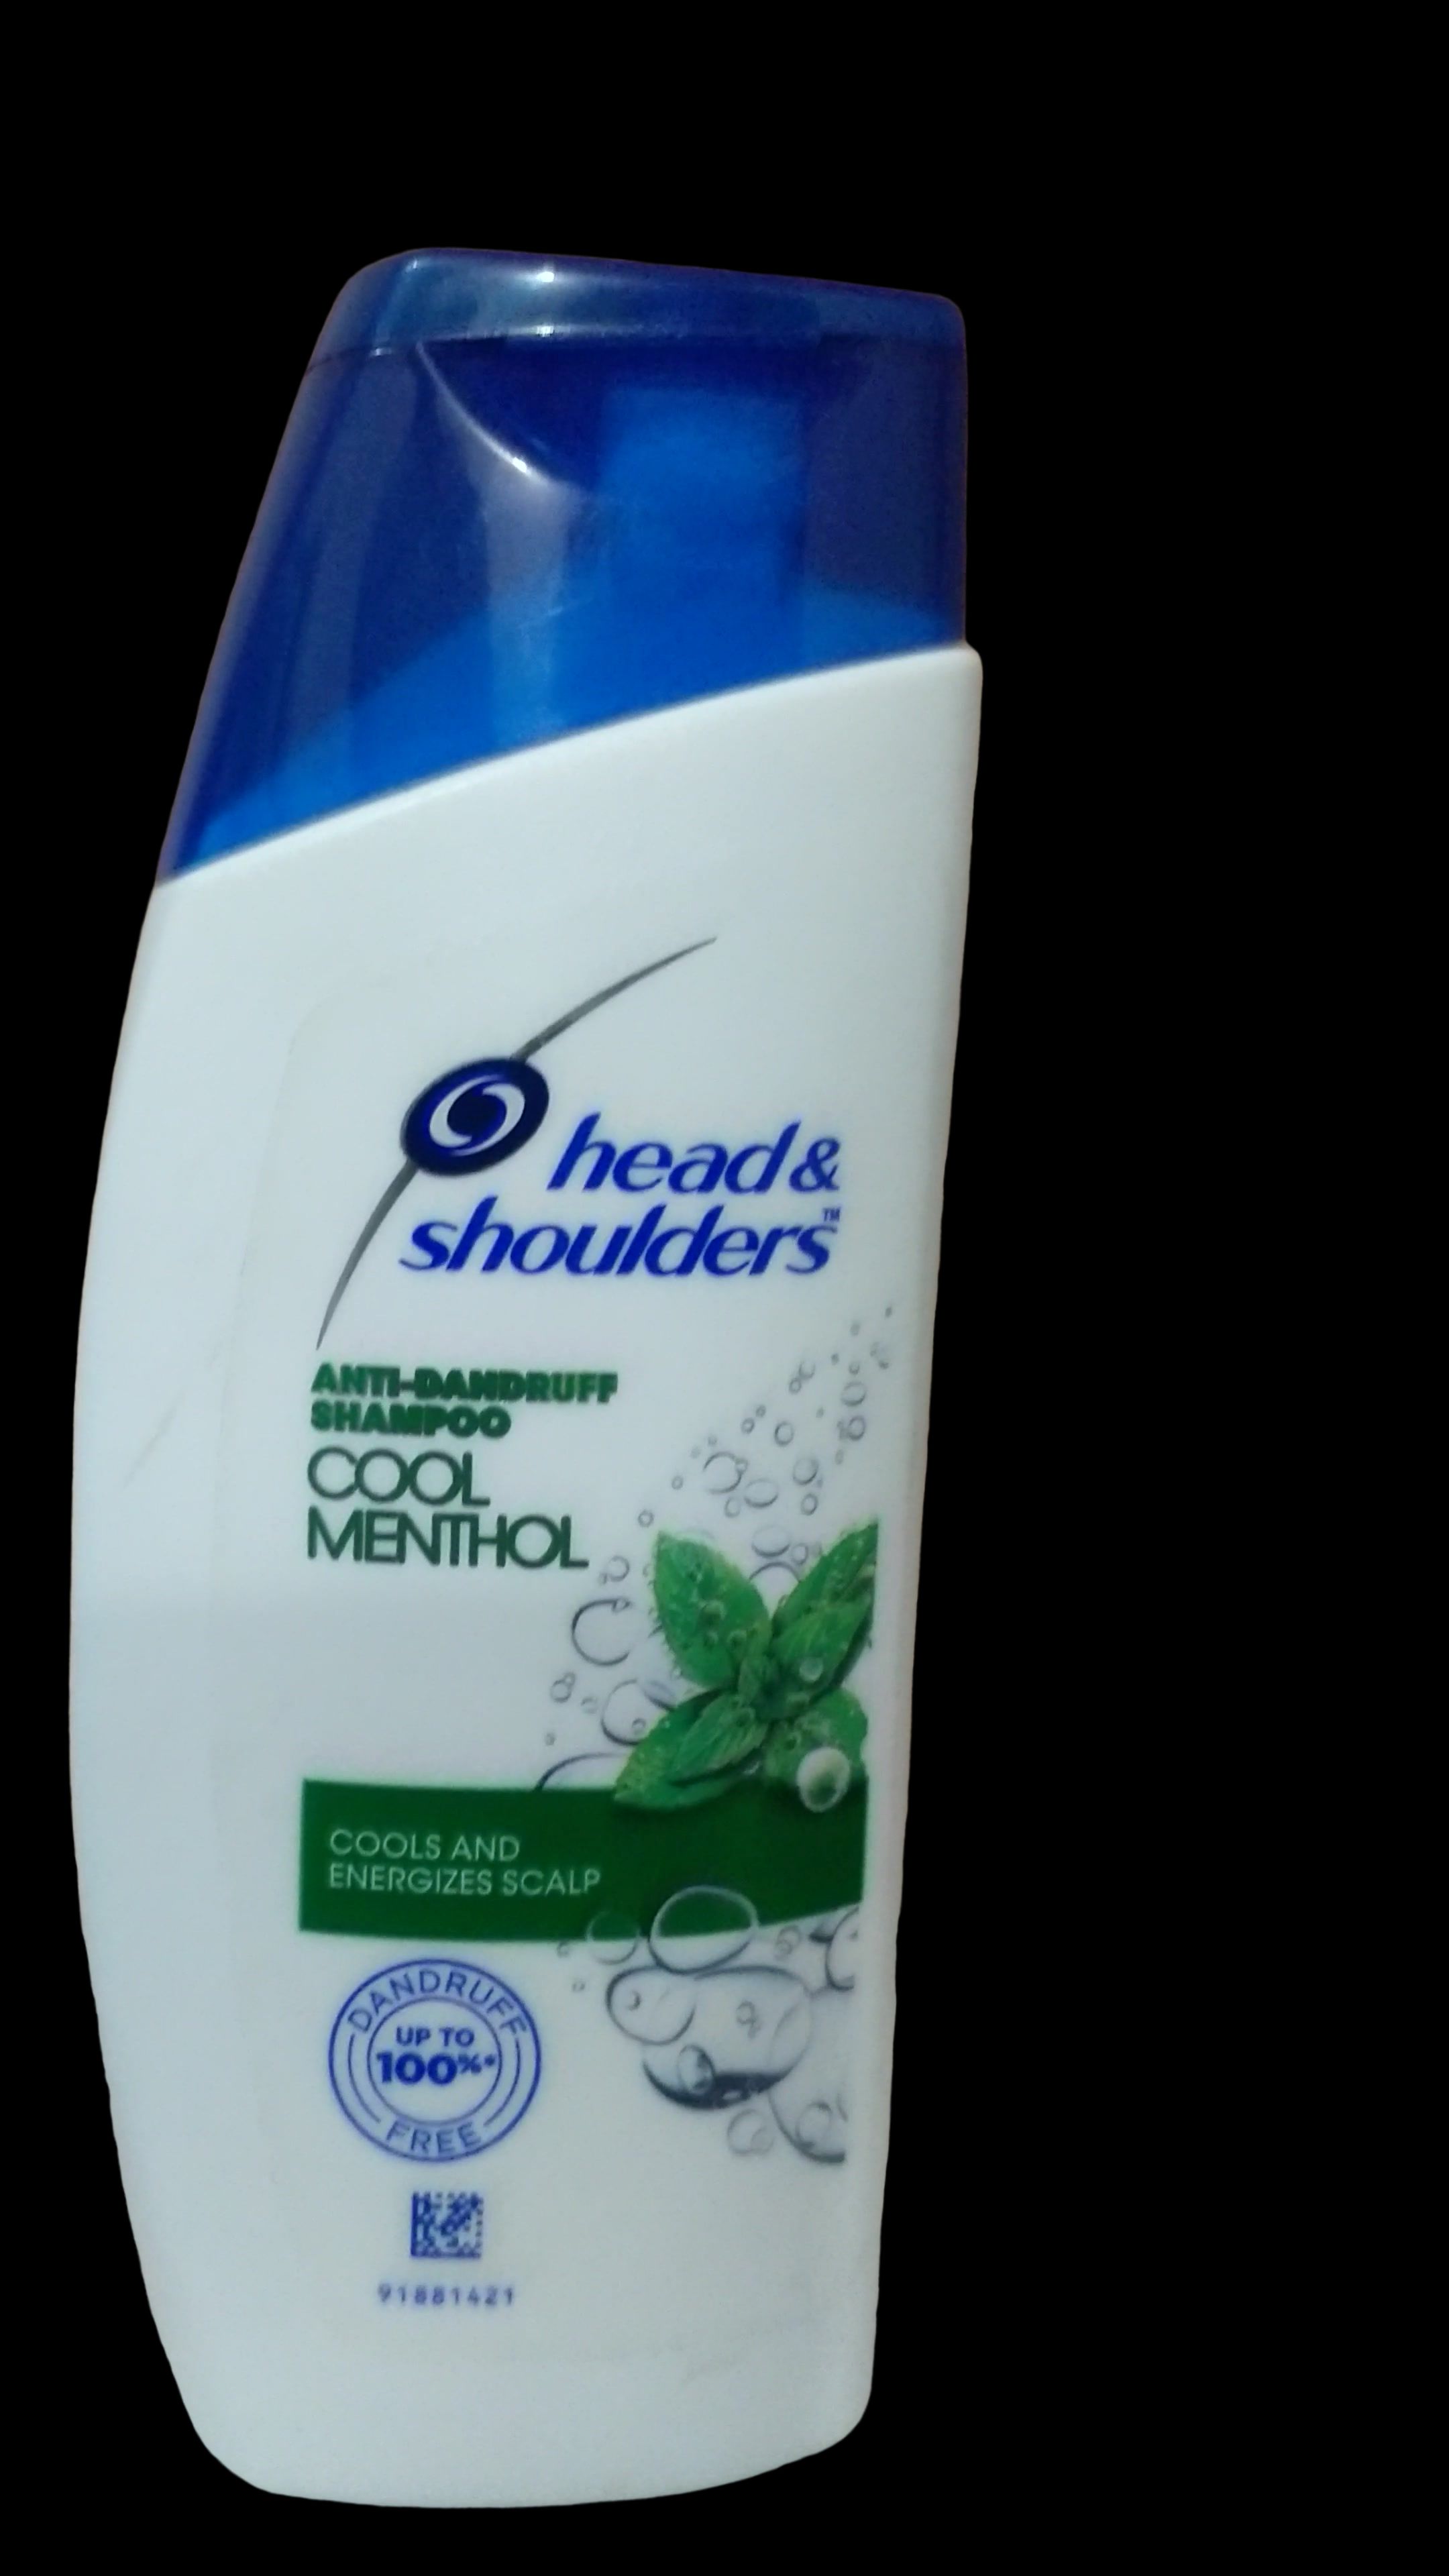 head&
shoulders™
ANTI-DANDRUFF
SHAMPOO
COOL
MENTHOL
COOLS AND
ENERGIZES SCALP
DANDRUFF
UP TO
100%*
FREE
91881421